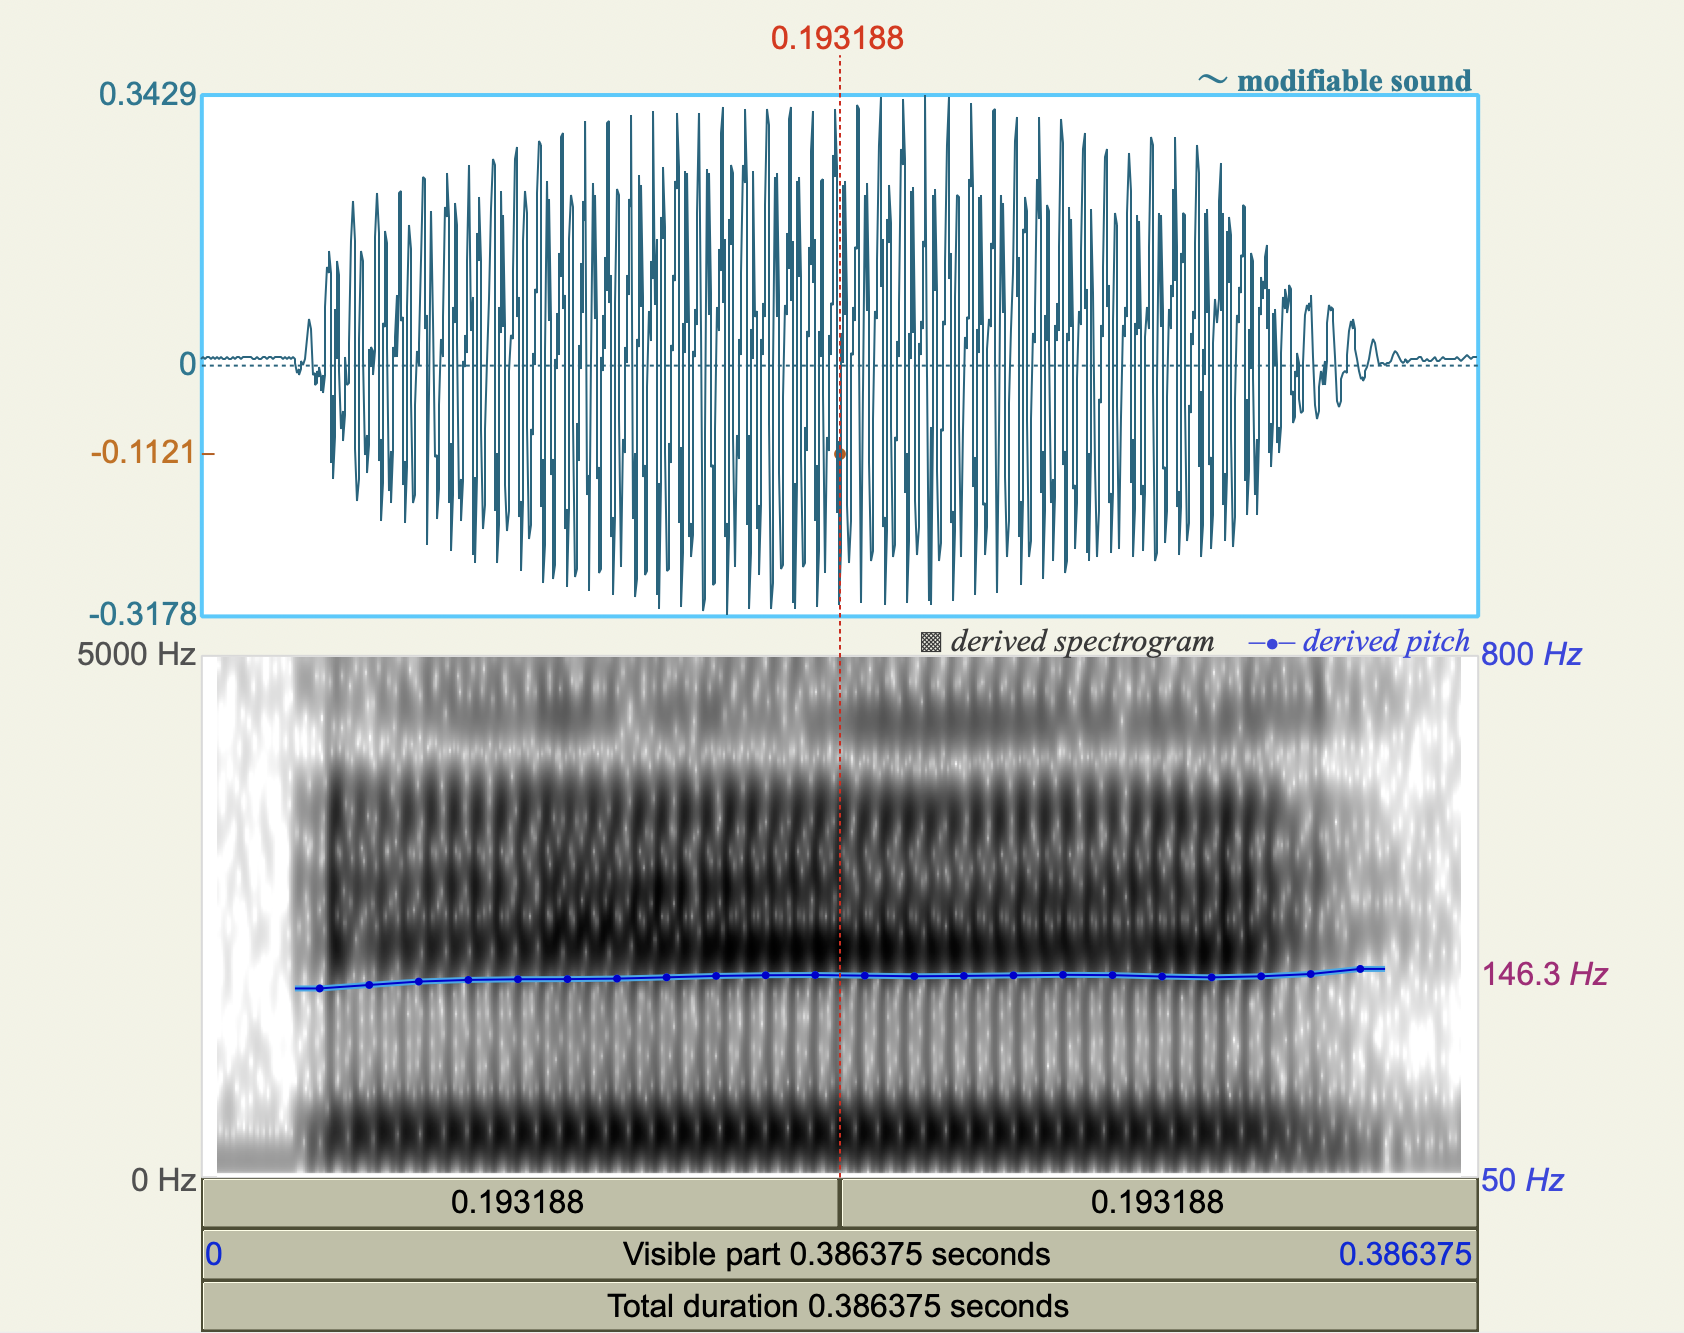 0.193188
0.3429
~ modifiable sound
0
-0.1121
-0.3178
derived spectrogram
derived pitch
5000 Hz
800 Hz
146.3 Hz
0 Hz
50 Hz
0.193188
0.193188
0
Visible part 0.386375 seconds
0.386375
Total duration 0.386375 seconds